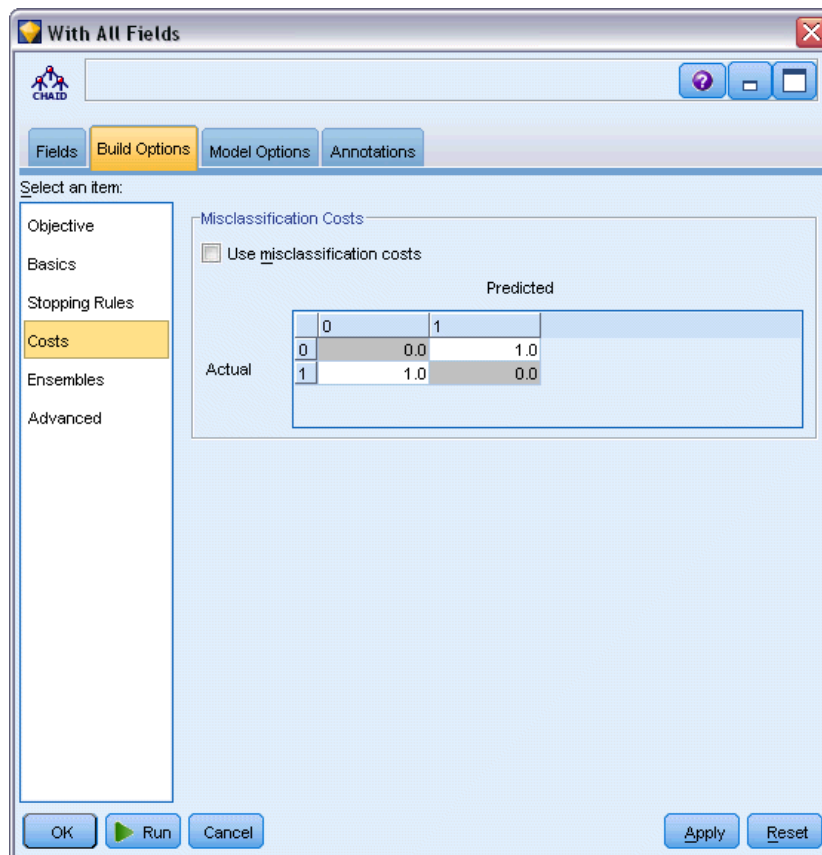 With All Fields
CHAID
Fields Build Options Model Options Annotations
Select an item:
Objective
Basics
Stopping Rules
Costs
Ensembles
Advanced
Misclassification Costs
Use misclassification costs
Predicted
0 1
Actual
0 0.0 1.0
1 1.0 0.0
OK Run Cancel Apply Reset